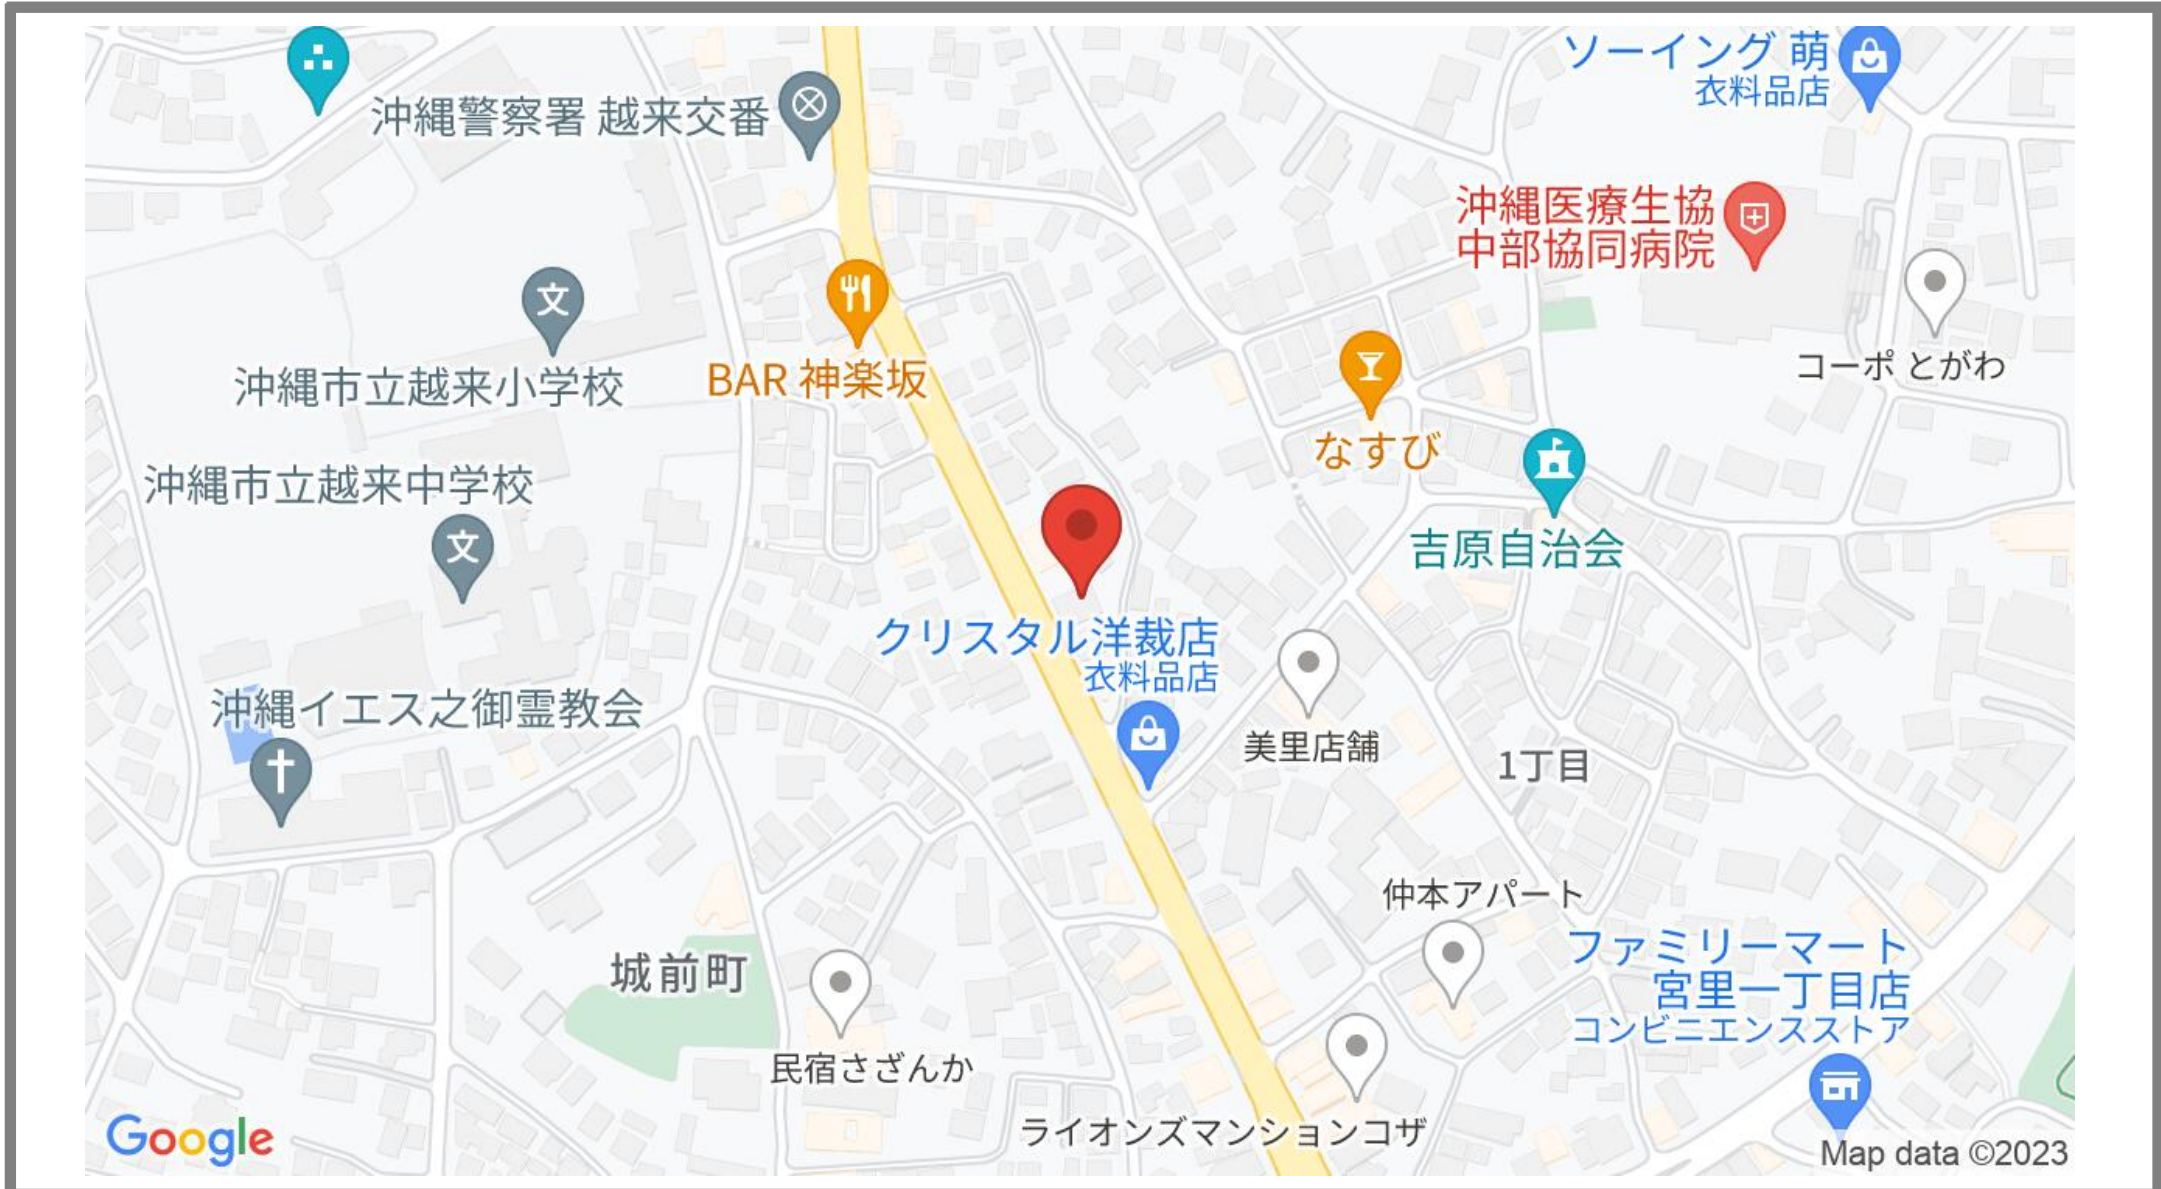 ソーイング 萌
衣料品店
沖縄警察署 越来交番
沖縄医療生協
中部協同病院
コーポ とがわ
沖縄市立越来小学校
BAR 神楽坂
なすび
沖縄市立越来中学校
吉原自治会
クリスタル洋裁店
衣料品店
沖縄イエス之御霊教会
美里店舗
1丁目
仲本アパート
ファミリーマート
宮里一丁目店
コンビニエンスストア
城前町
民宿さざんか
ライオンズマンションコザ
Google
Map data ©2023